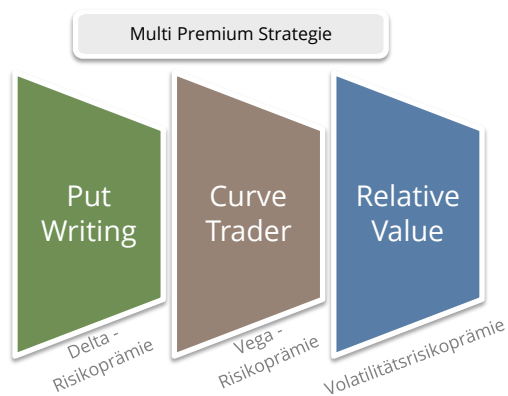 Multi Premium Strategie
Put
Writing
Curve
Trader
Relative
Value
Delta -
Risikoprämie
Vega -
Risikoprämie
Volatilitätsrisikoprämie